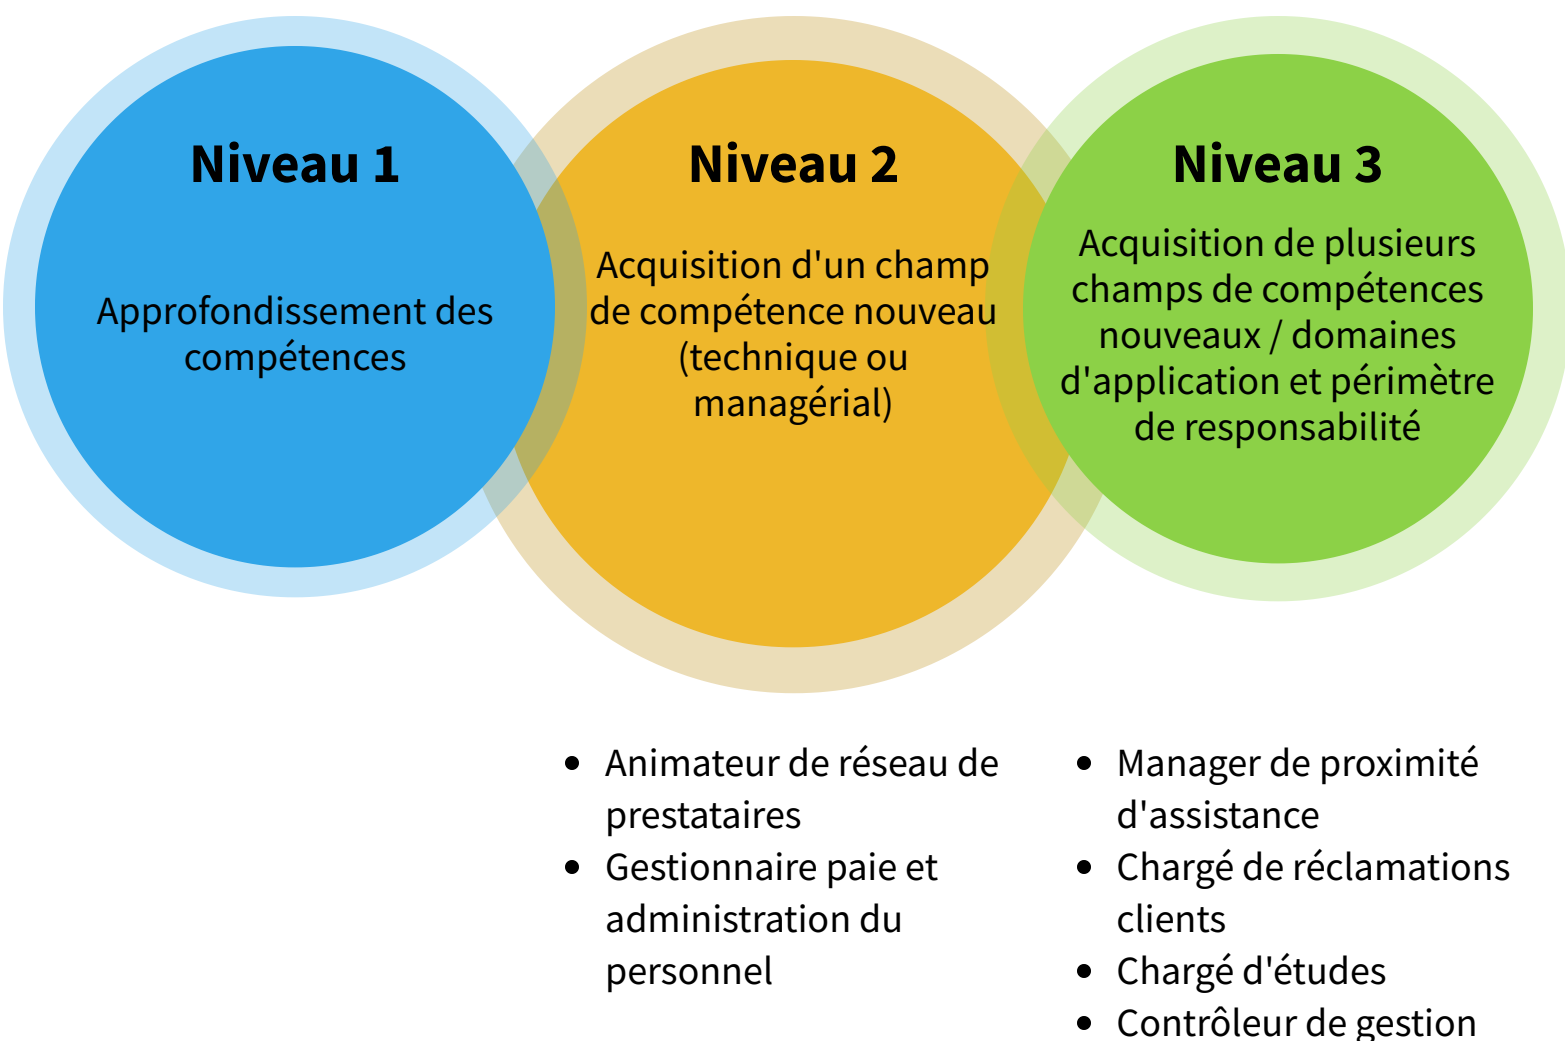 Niveau 1
Approfondissement des
compétences
Niveau 2
Acquisition d'un champ
de compétence nouveau
(technique ou
managérial)
Niveau 3
Acquisition de plusieurs
champs de compétences
nouveaux / domaines
d'application et périmètre
de responsabilité
• Animateur de réseau de
prestataires
• Gestionnaire paie et
administration du
personnel
• Manager de proximité
d'assistance
• Chargé de réclamations
clients
• Chargé d'études
• Contrôleur de gestion